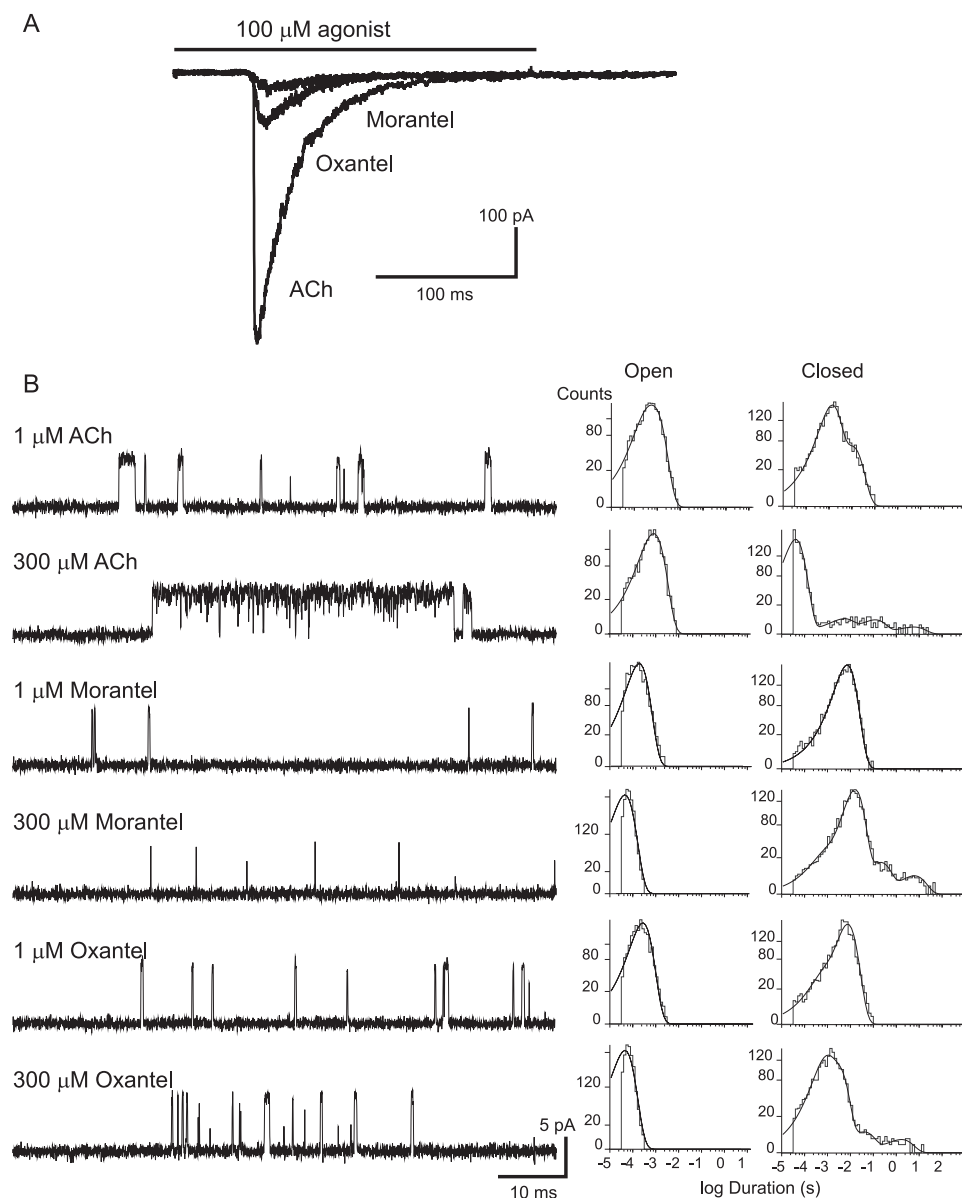 A
100 μM agonist
Morantel
Oxantel
100 pA
ACh
100 ms
B
Open
Closed
Counts
1 μM ACh
80
20
0
120
80
20
0
300 μM ACh
80
20
0
120
20
0
1 μM Morantel
80
20
0
120
80
20
0
300 μM Morantel
120
20
0
80
20
0
1 μM Oxantel
80
20
0
120
20
0
300 μM Oxantel
120
20
0
120
80
20
0
5 pA
10 ms
-5 -4 -3 -2 -1 0 1
-5 -4 -3 -2 -1 0 1 2
log Duration (s)